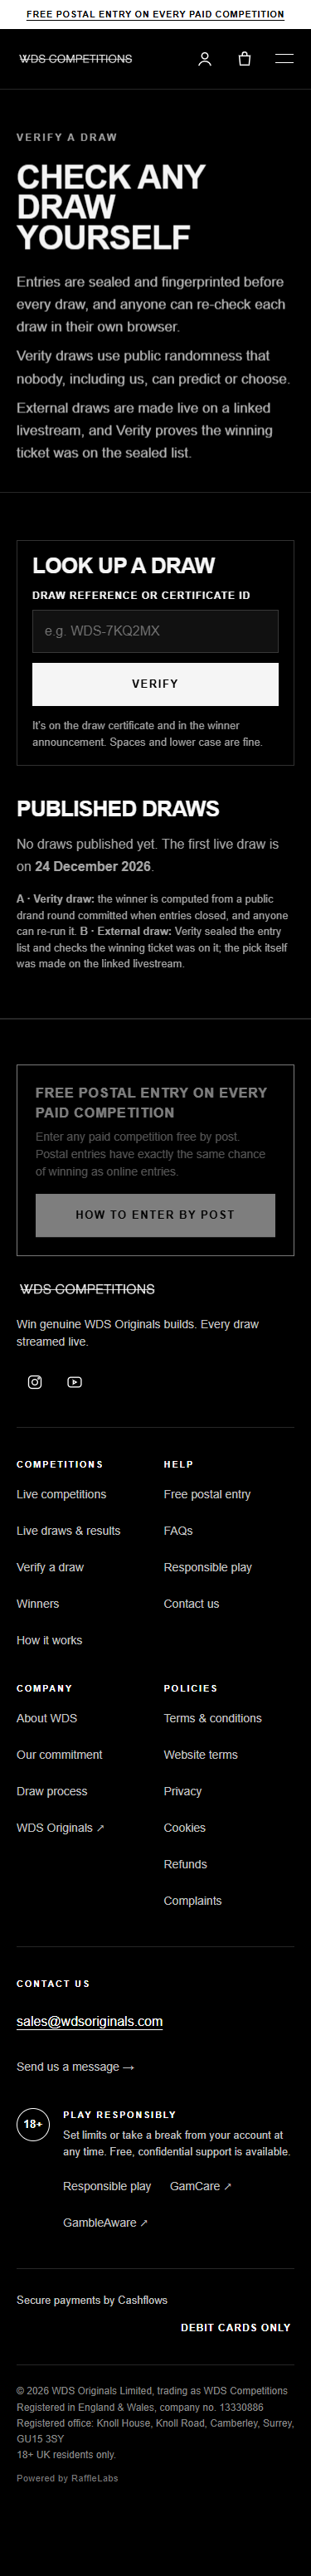 FREE POSTAL ENTRY ON EVERY PAID COMPETITION
WDS COMPETITIONS
VERIFY A DRAW
CHECK ANY
DRAW
YOURSELF
Entries are sealed and fingerprinted before
every draw, and anyone can re-check each
draw in their own browser.
Verity draws use public randomness that
nobody, including us, can predict or choose.
External draws are made live on a linked
livestream, and Verity proves the winning
ticket was on the sealed list.
LOOK UP A DRAW
DRAW REFERENCE OR CERTIFICATE ID
e.g. WDS-7KQ2MX
VERIFY
It's on the draw certificate and in the winner
announcement. Spaces and lower case are fine.
PUBLISHED DRAWS
No draws published yet. The first live draw is
on 24 December 2026.
A · Verity draw: the winner is computed from a public
drand round committed when entries closed, and anyone
can re-run it. B · External draw: Verity sealed the entry
list and checks the winning ticket was on it; the pick itself
was made on the linked livestream.
FREE POSTAL ENTRY ON EVERY
PAID COMPETITION
Enter any paid competition free by post.
Postal entries have exactly the same chance
of winning as online entries.
HOW TO ENTER BY POST
WDS COMPETITIONS
Win genuine WDS Originals builds. Every draw
streamed live.
COMPETITIONS
Live competitions
Live draws & results
Verify a draw
Winners
How it works
HELP
Free postal entry
FAQs
Responsible play
Contact us
COMPANY
About WDS
Our commitment
Draw process
WDS Originals ↗
POLICIES
Terms & conditions
Website terms
Privacy
Cookies
Refunds
Complaints
CONTACT US
sales@wdsoriginals.com
Send us a message →
18+
PLAY RESPONSIBLY
Set limits or take a break from your account at
any time. Free, confidential support is available.
Responsible play GamCare ↗
GambleAware ↗
Secure payments by Cashflows
DEBIT CARDS ONLY
© 2026 WDS Originals Limited, trading as WDS Competitions
Registered in England & Wales, company no. 13330886
Registered office: Knoll House, Knoll Road, Camberley, Surrey,
GU15 3SY
18+ UK residents only.
Powered by RaffleLabs